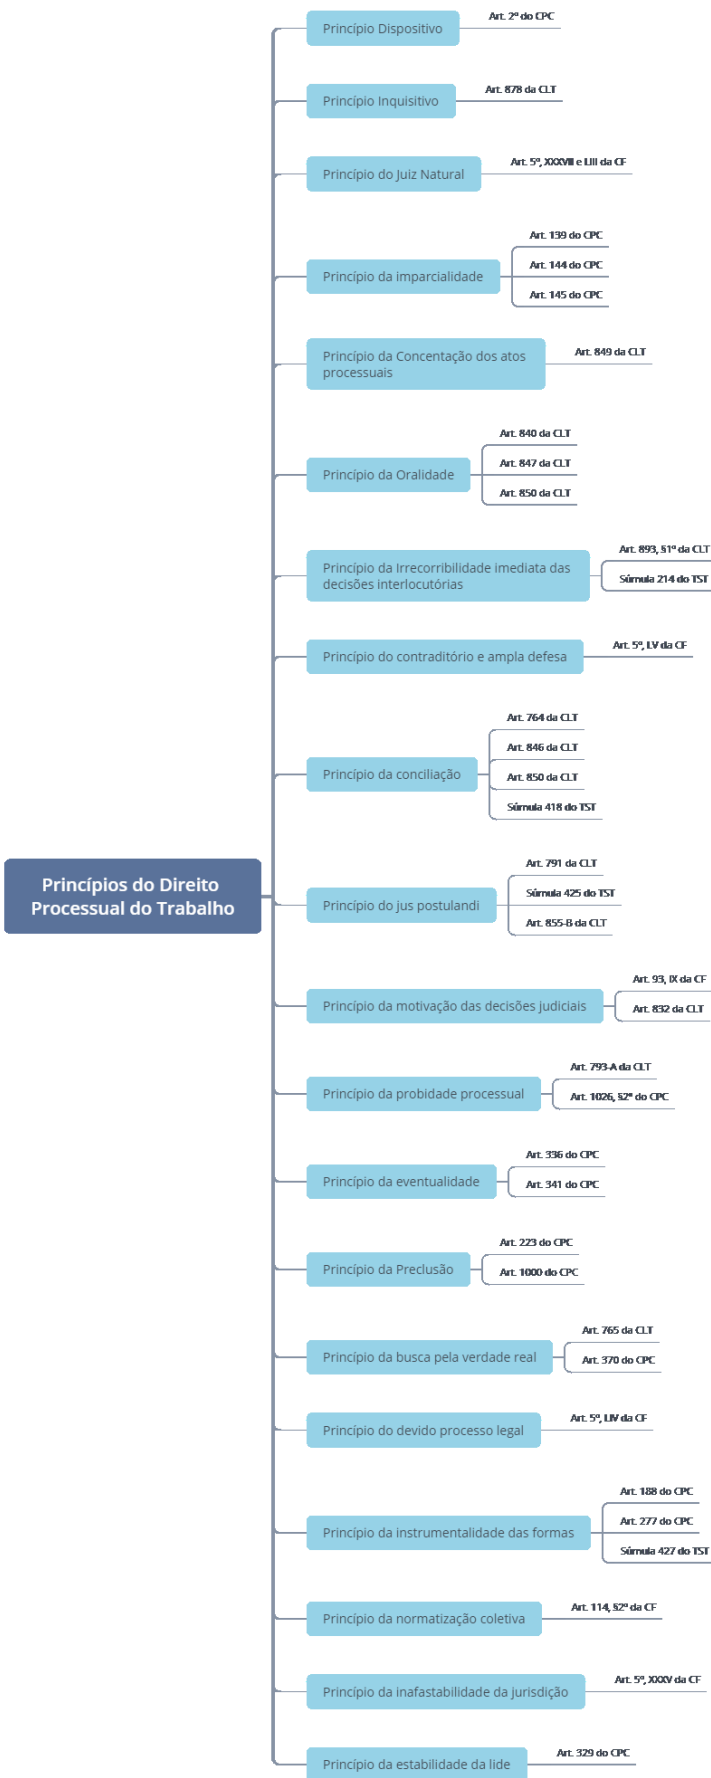 Princípio Dispositivo
Art. 2º do CPC
Princípio Inquisitivo
Art. 878 da CLT
Princípio do Juiz Natural
Art. 5º, XXXVII e LIII da CF
Princípio da imparcialidade
Art. 139 do CPC
Art. 144 do CPC
Art. 145 do CPC
Princípio da Concentação dos atos
processuais
Art. 849 da CLT
Princípio da Oralidade
Art. 840 da CLT
Art. 847 da CLT
Art. 850 da CLT
Princípio da Irrecorribilidade imediata das
decisões interlocutórias
Art. 893, §1º da CLT
Súmula 214 do TST
Princípio do contraditório e ampla defesa
Art. 5º, LV da CF
Princípio da conciliação
Art. 764 da CLT
Art. 846 da CLT
Art. 850 da CLT
Súmula 418 do TST
Princípios do Direito
Processual do Trabalho
Princípio do jus postulandi
Art. 791 da CLT
Súmula 425 do TST
Art. 855-B da CLT
Princípio da motivação das decisões judiciais
Art. 93, IX da CF
Art. 832 da CLT
Princípio da probidade processual
Art. 793-A da CLT
Art. 1026, §2º do CPC
Princípio da eventualidade
Art. 336 do CPC
Art. 341 do CPC
Princípio da Preclusão
Art. 223 do CPC
Art. 1000 do CPC
Princípio da busca pela verdade real
Art. 765 da CLT
Art. 370 do CPC
Princípio do devido processo legal
Art. 5º, LIV da CF
Princípio da instrumentalidade das formas
Art. 188 do CPC
Art. 277 do CPC
Súmula 427 do TST
Princípio da normatização coletiva
Art. 114, §2º da CF
Princípio da inafastabilidade da jurisdição
Art. 5º, XXXV da CF
Princípio da estabilidade da lide
Art. 329 do CPC